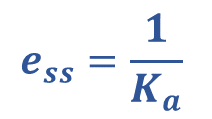 e_ss = 1/K_a